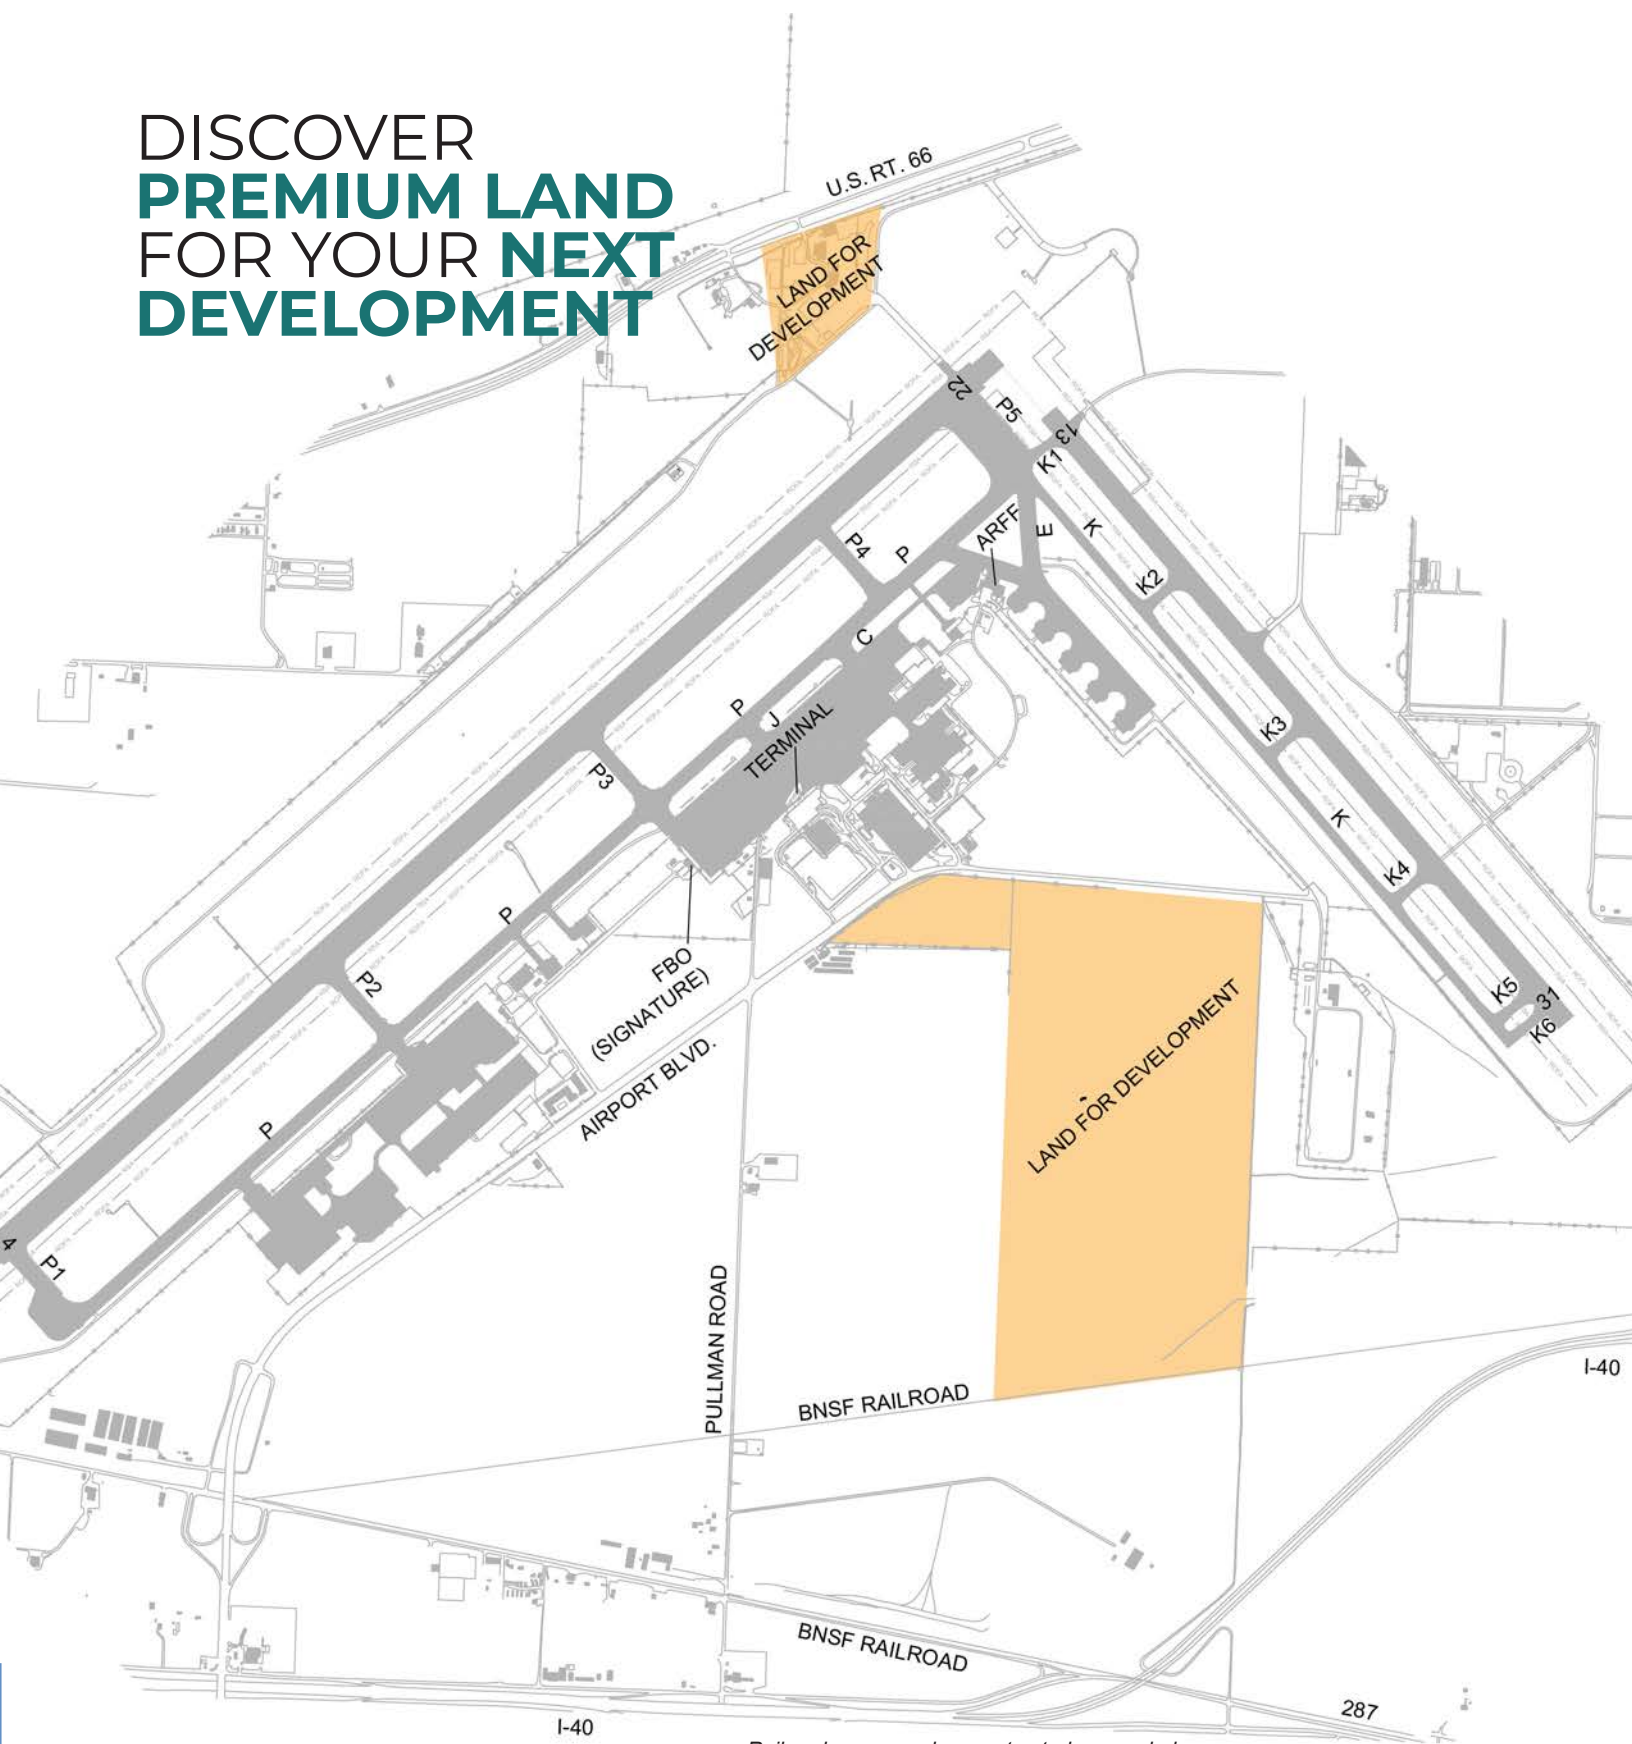 DISCOVER
PREMIUM LAND
FOR YOUR NEXT
DEVELOPMENT
U.S. RT. 66
LAND FOR
DEVELOPMENT
22
P5
13
K1
K
E
ARFF
P4
P
K2
C
P
J
TERMINAL
K3
P3
K
K4
P
FBO
(SIGNATURE)
P2
K5
31
K6
AIRPORT BLVD.
LAND FOR DEVELOPMENT
P
4
P1
PULLMAN ROAD
I-40
BNSF RAILROAD
BNSF RAILROAD
287
I-40